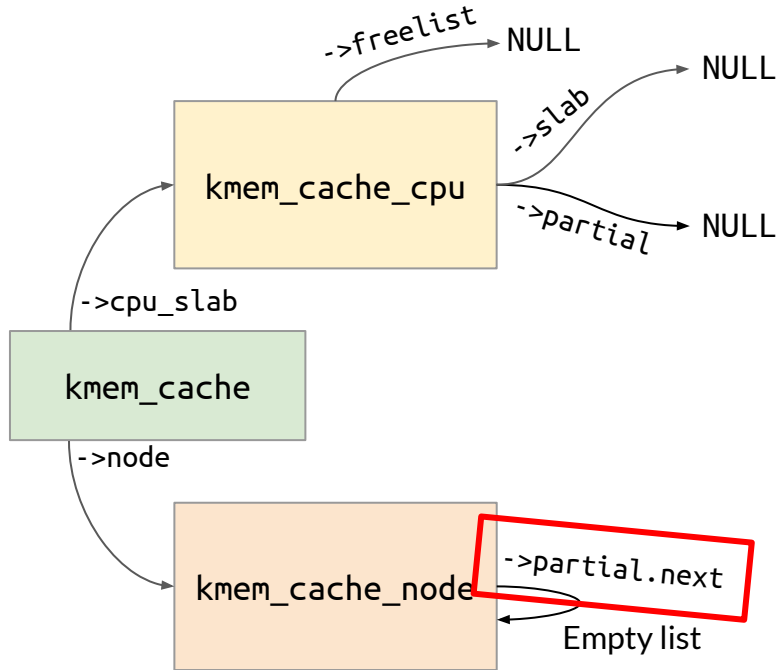 ->freelist
NULL
NULL
->slab
kmem_cache_cpu
->partial
NULL
->cpu_slab
kmem_cache
->node
->partial.next
kmem_cache_node
Empty list